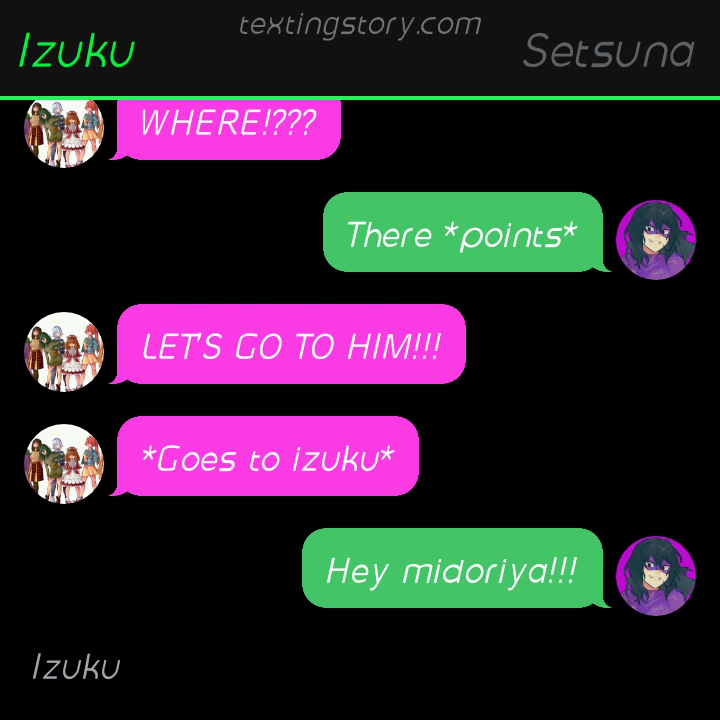 textingstory.com
Izuku
Setsuna
WHERE!???
There *points*
LET'S GO TO HIM!!!
*Goes to izuku*
Hey midoriya!!!
Izuku